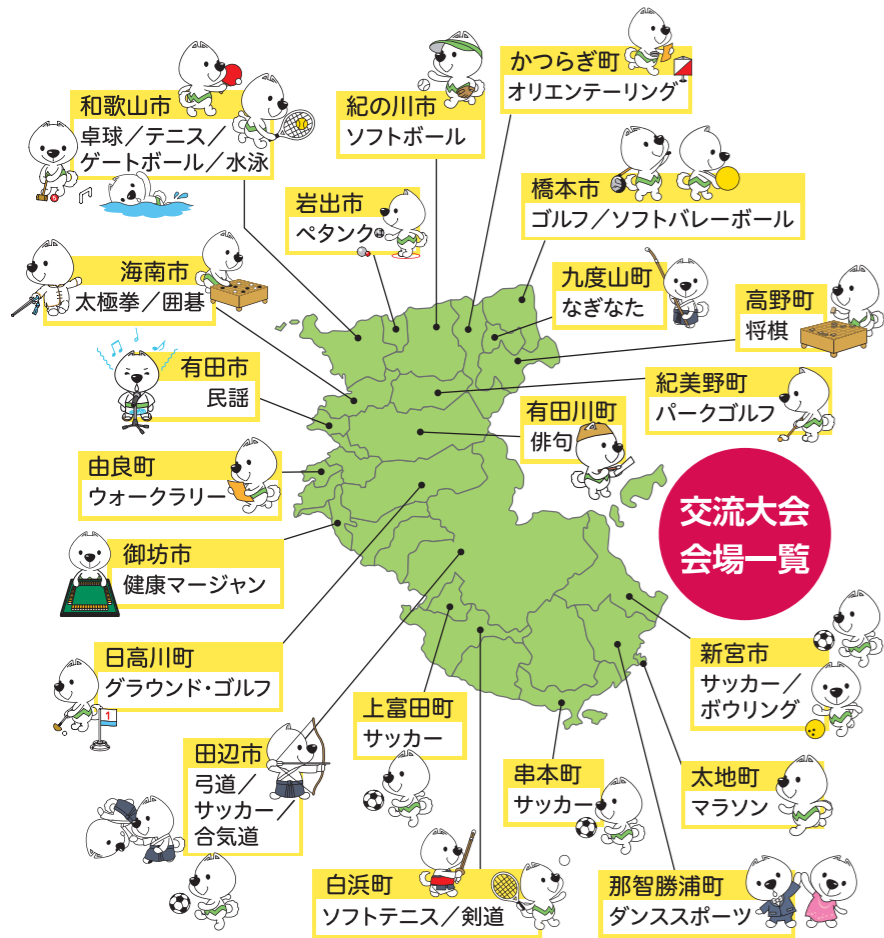 かつらぎ町
オリエンテーリング
和歌山市
卓球／テニス／
ゲートボール／水泳
紀の川市
ソフトボール
岩出市
ペタンク
橋本市
ゴルフ／ソフトバレーボール
海南市
太極拳／囲碁
九度山町
なぎなた
高野町
将棋
有田市
民謡
紀美野町
パークゴルフ
有田川町
俳句
由良町
ウォークラリー
交流大会
会場一覧
御坊市
健康マージャン
日高川町
グラウンド・ゴルフ
1
新宮市
サッカー／
ボウリング
上富田町
サッカー
田辺市
弓道／
サッカー／
合気道
串本町
サッカー
太地町
マラソン
白浜町
ソフトテニス／剣道
那智勝浦町
ダンススポーツ